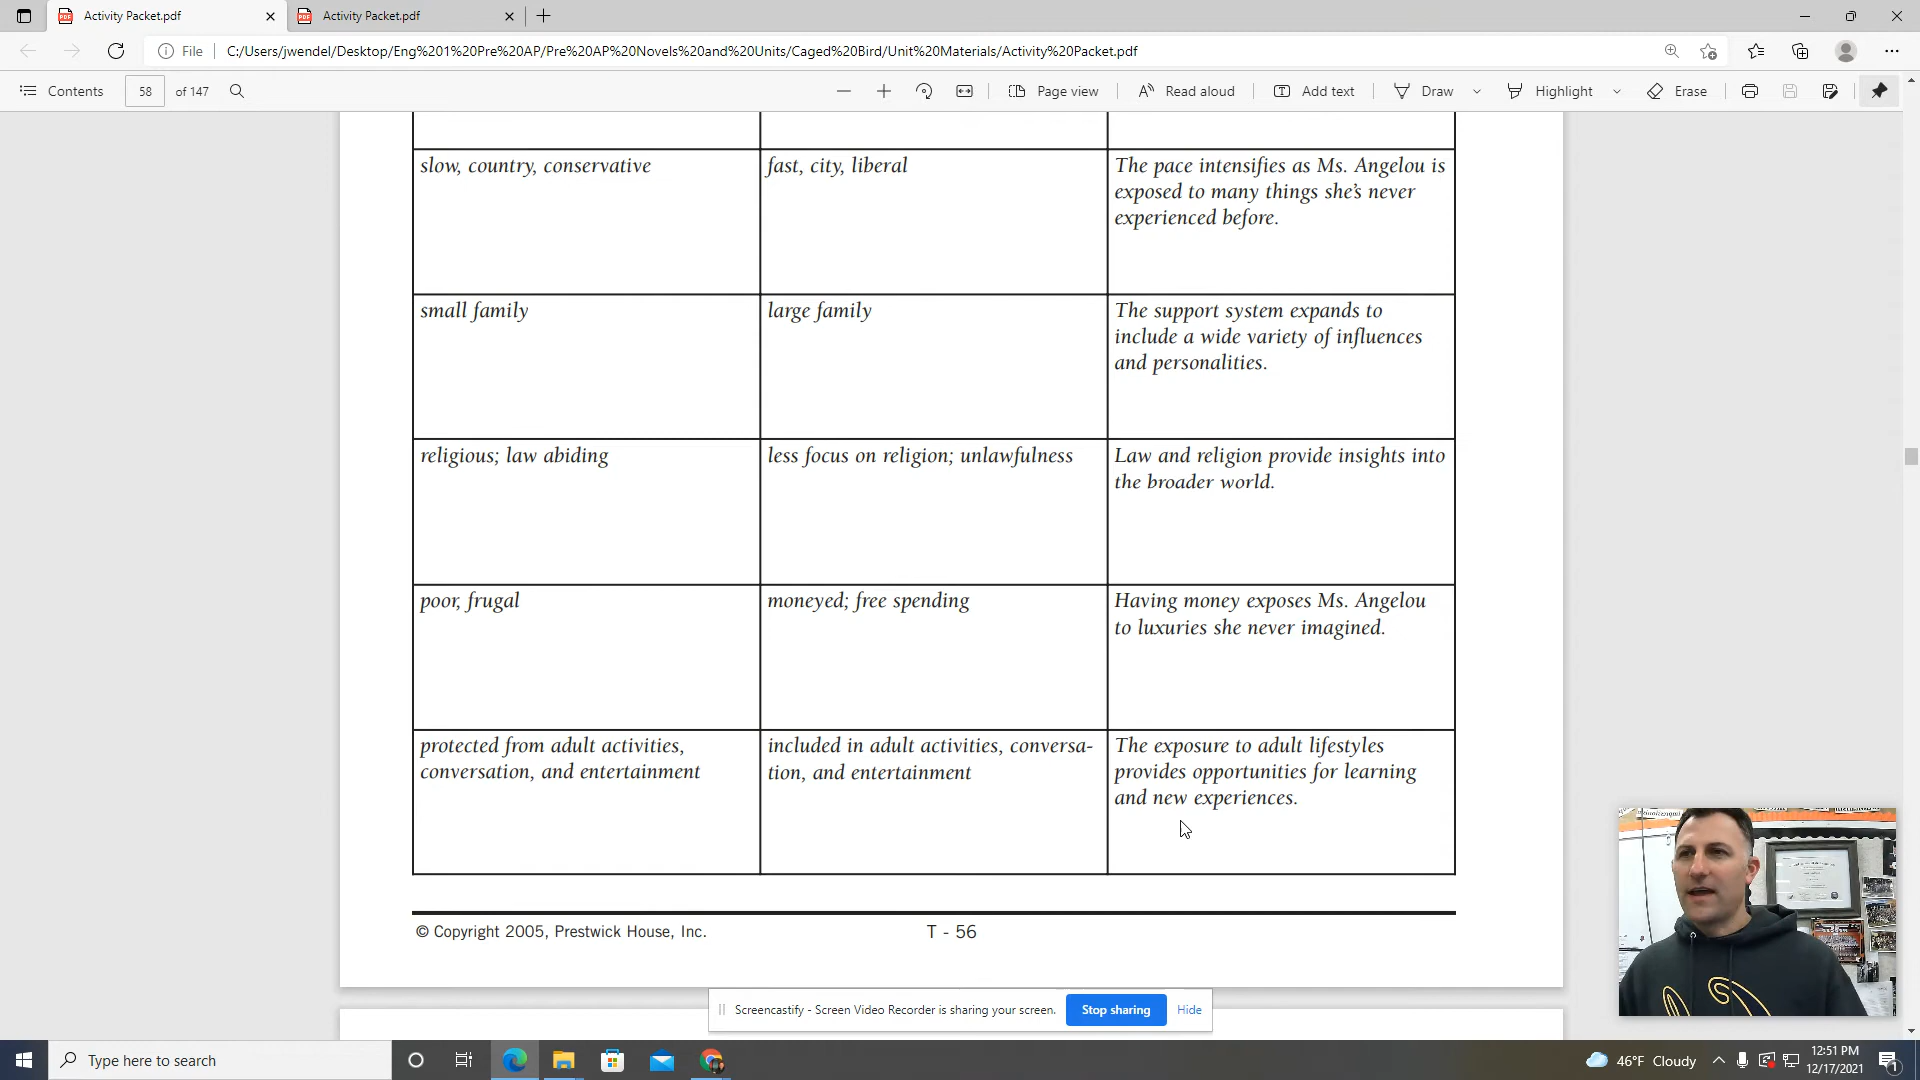 Activity Packet.pdf
Activity Packet.pdf
File
C:/Users/jwendel/Desktop/Eng%201%20Pre%20AP/Pre%20AP%20Novels%20and%20Units/Caged%20Bird/Unit%20Materials/Activity%20Packet.pdf
Contents
58
of 147
Page view
Read aloud
Add text
Draw
Highlight
Erase
slow, country, conservative
fast, city, liberal
The pace intensifies as Ms. Angelou is
exposed to many things she's never
experienced before.
small family
large family
The support system expands to
include a wide variety of influences
and personalities.
religious; law abiding
less focus on religion; unlawfulness
Law and religion provide insights into
the broader world.
poor, frugal
moneyed; free spending
Having money exposes Ms. Angelou
to luxuries she never imagined.
protected from adult activities,
conversation, and entertainment
included in adult activities, conversa-
tion, and entertainment
The exposure to adult lifestyles
provides opportunities for learning
and new experiences.
© Copyright 2005, Prestwick House, Inc.
T - 56
Screencastify - Screen Video Recorder is sharing your screen.
Stop sharing
Hide
Type here to search
46°F Cloudy
12:51 PM
12/17/2021
1